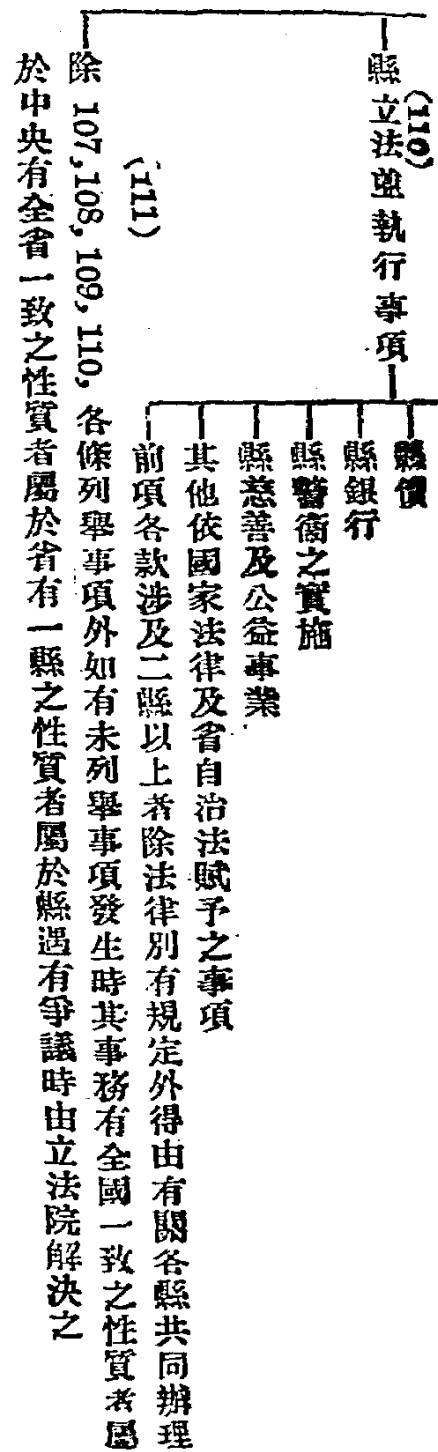 (110)
縣立法並執行事項
縣債
縣銀行
縣警衛之實施
縣慈善及公益事業
其他依國家法律及省自治法賦予之事項
前項各款涉及二縣以上者除法律別有規定外得由有關各縣共同辦理
(111)
除 107, 108, 109, 110, 各條列舉事項外如有未列舉事項發生時其事務有全國一致之性質者屬
於中央有全省一致之性質者屬於省有一縣之性質者屬於縣遇有爭議時由立法院解決之